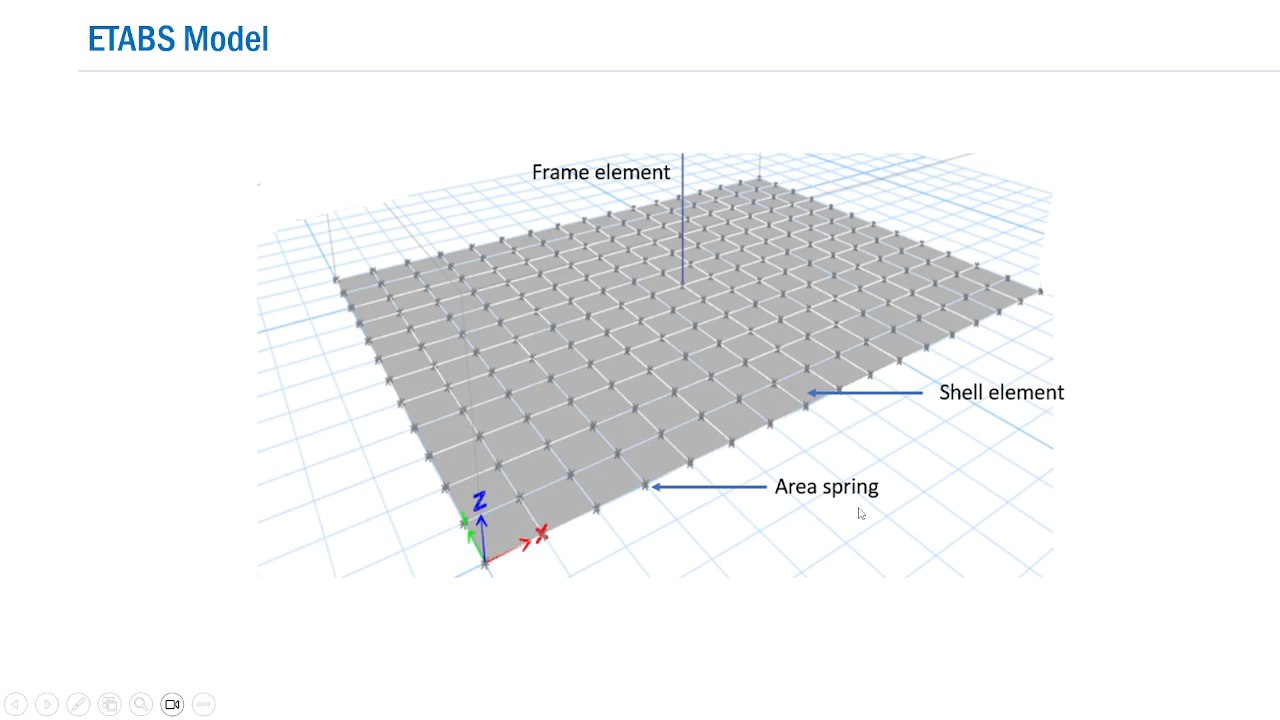 ETABS Model
Frame element
Shell element
Area spring
Z
X